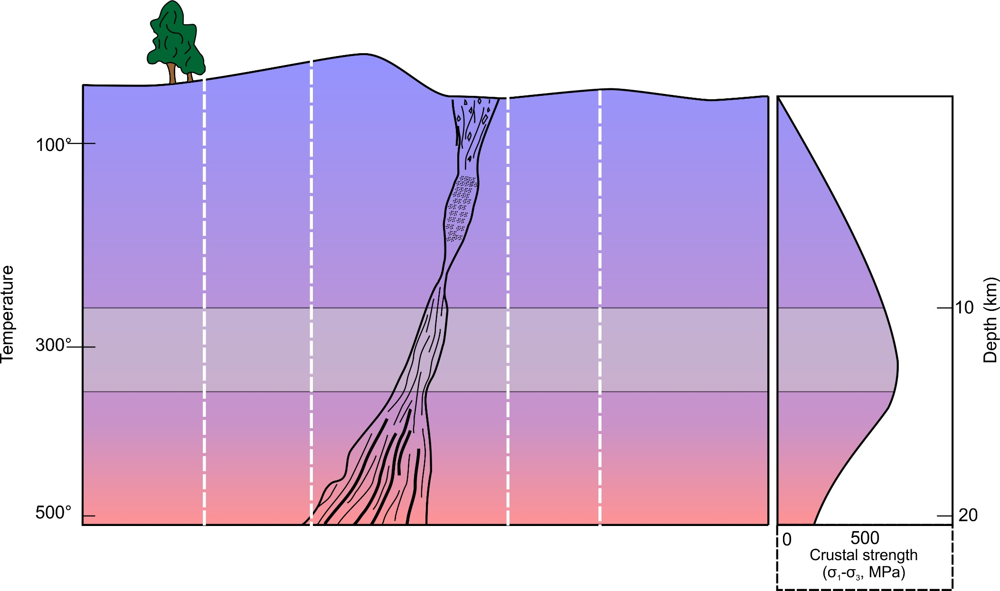 Temperature
100°
300°
500°
10
20
Depth (km)
0
500
Crustal strength
(σ₁-σ₃, MPa)